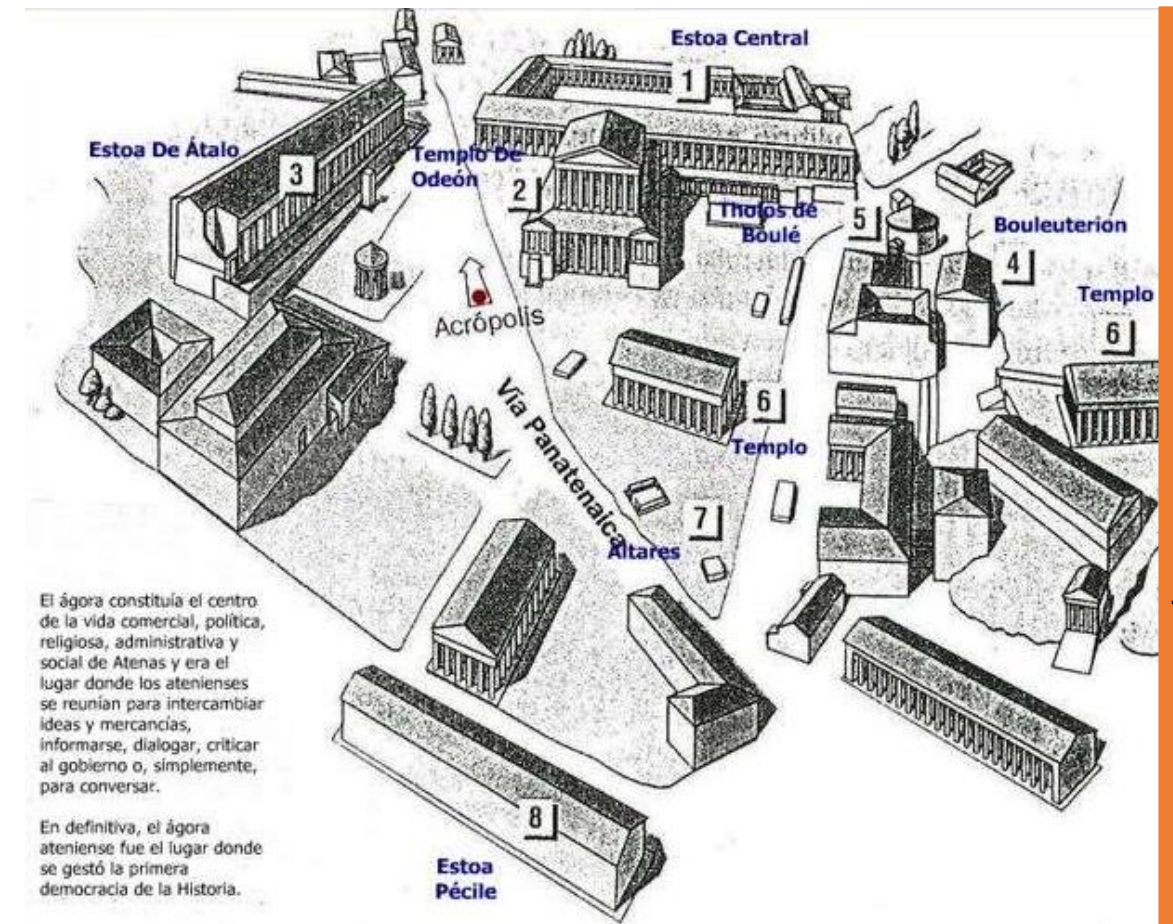 Estoa Central
1
Estoa De Átalo
3
Templo De
Odeón
2
Tholos de
Boulé
5
Bouleuterion
4
Templo
6
Acrópolis
6
Templo
Vía Panatenaica
7
Altares
El ágora constituía el centro
de la vida comercial, política,
religiosa, administrativa y
social de Atenas y era el
lugar donde los atenienses
se reunían para intercambiar
ideas y mercancías,
informarse, dialogar, criticar
al gobierno o, simplemente,
para conversar.
En definitiva, el ágora
ateniense fue el lugar donde
se gestó la primera
democracia de la Historia.
8
Estoa
Pécile